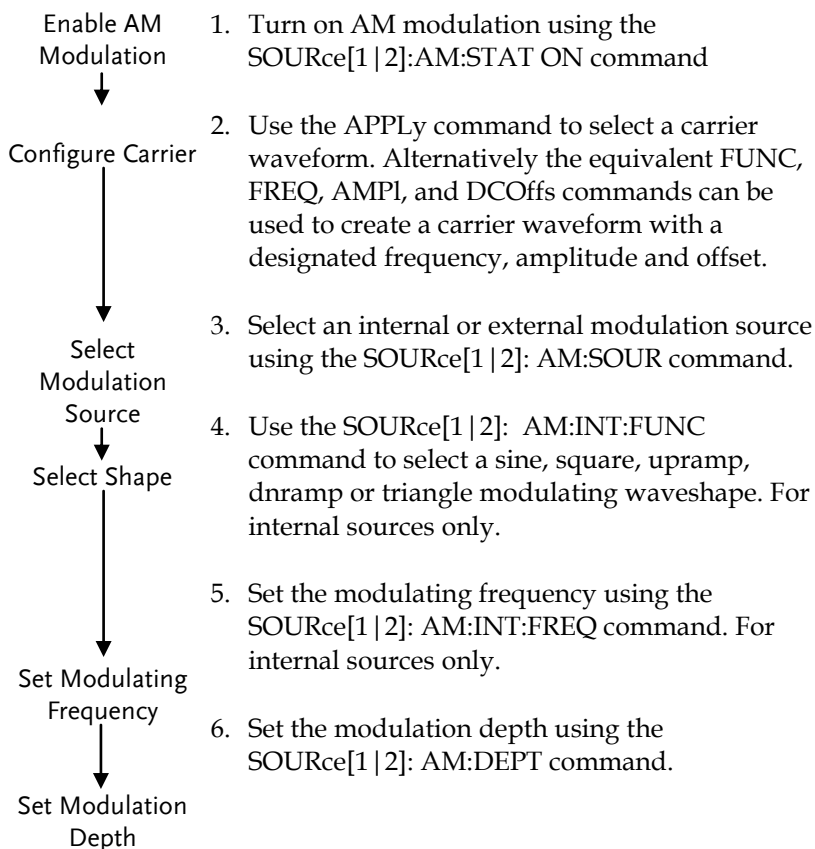 Enable AM
Modulation
1. Turn on AM modulation using the
SOURce[1|2]:AM:STAT ON command
Configure Carrier
2. Use the APPLy command to select a carrier
waveform. Alternatively the equivalent FUNC,
FREQ, AMPl, and DCOffs commands can be
used to create a carrier waveform with a
designated frequency, amplitude and offset.
Select
Modulation
Source
3. Select an internal or external modulation source
using the SOURce[1|2]: AM:SOUR command.
Select Shape
4. Use the SOURce[1|2]: AM:INT:FUNC
command to select a sine, square, upramp,
dnramp or triangle modulating waveshape. For
internal sources only.
Set Modulating
Frequency
5. Set the modulating frequency using the
SOURce[1|2]: AM:INT:FREQ command. For
internal sources only.
Set Modulation
Depth
6. Set the modulation depth using the
SOURce[1|2]: AM:DEPT command.